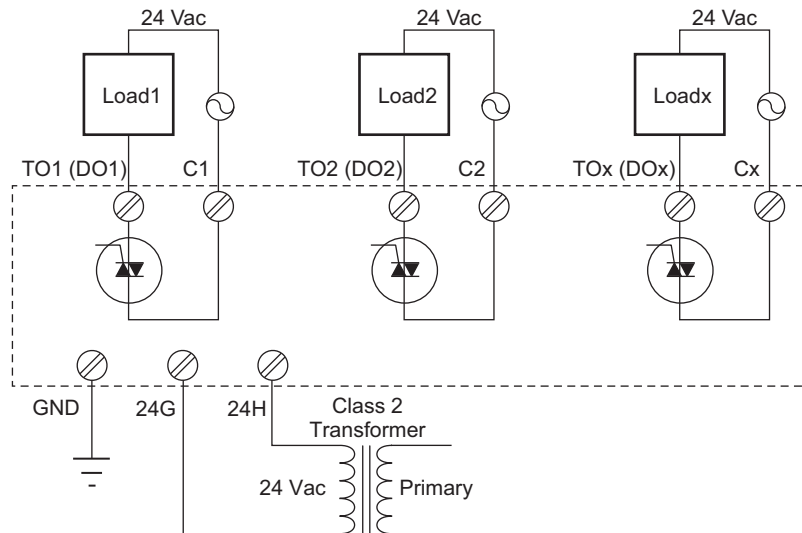 24 Vac
24 Vac
24 Vac
Load1
Load2
Loadx
TO1 (DO1)
C1
TO2 (DO2)
C2
TOx (DOx)
Cx
GND
24G
24H
Class 2
Transformer
24 Vac
Primary